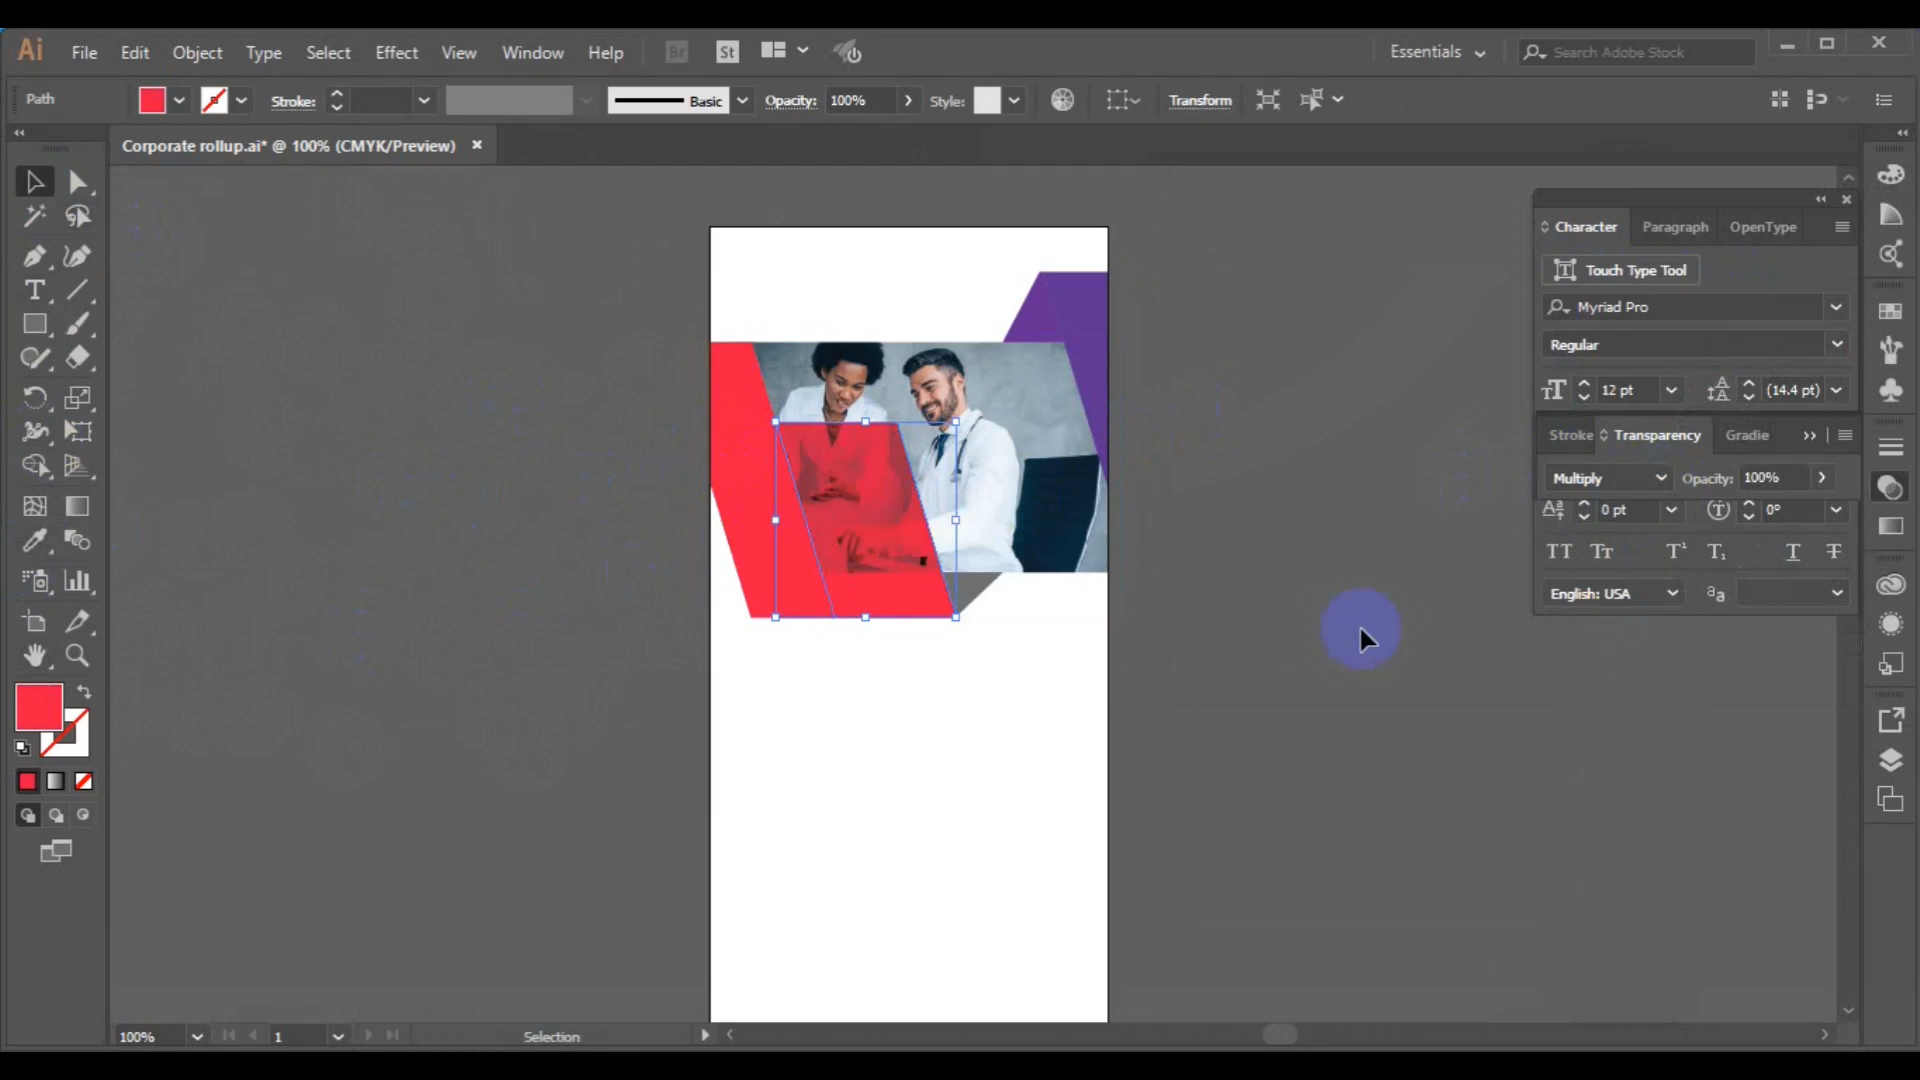 Ai File Edit Object Type Select Effect View Window Help Br St Essentials Search Adobe Stock
Path Stroke: Basic Opacity: 100% Style: Transform
Corporate rollup.ai* @ 100% (CMYK/Preview)
Character Paragraph OpenType
Touch Type Tool
Myriad Pro
Regular
12 pt (14.4 pt)
Stroke Transparency Gradie
Multiply Opacity: 100%
0 pt 0°
English: USA
100% 1 Selection